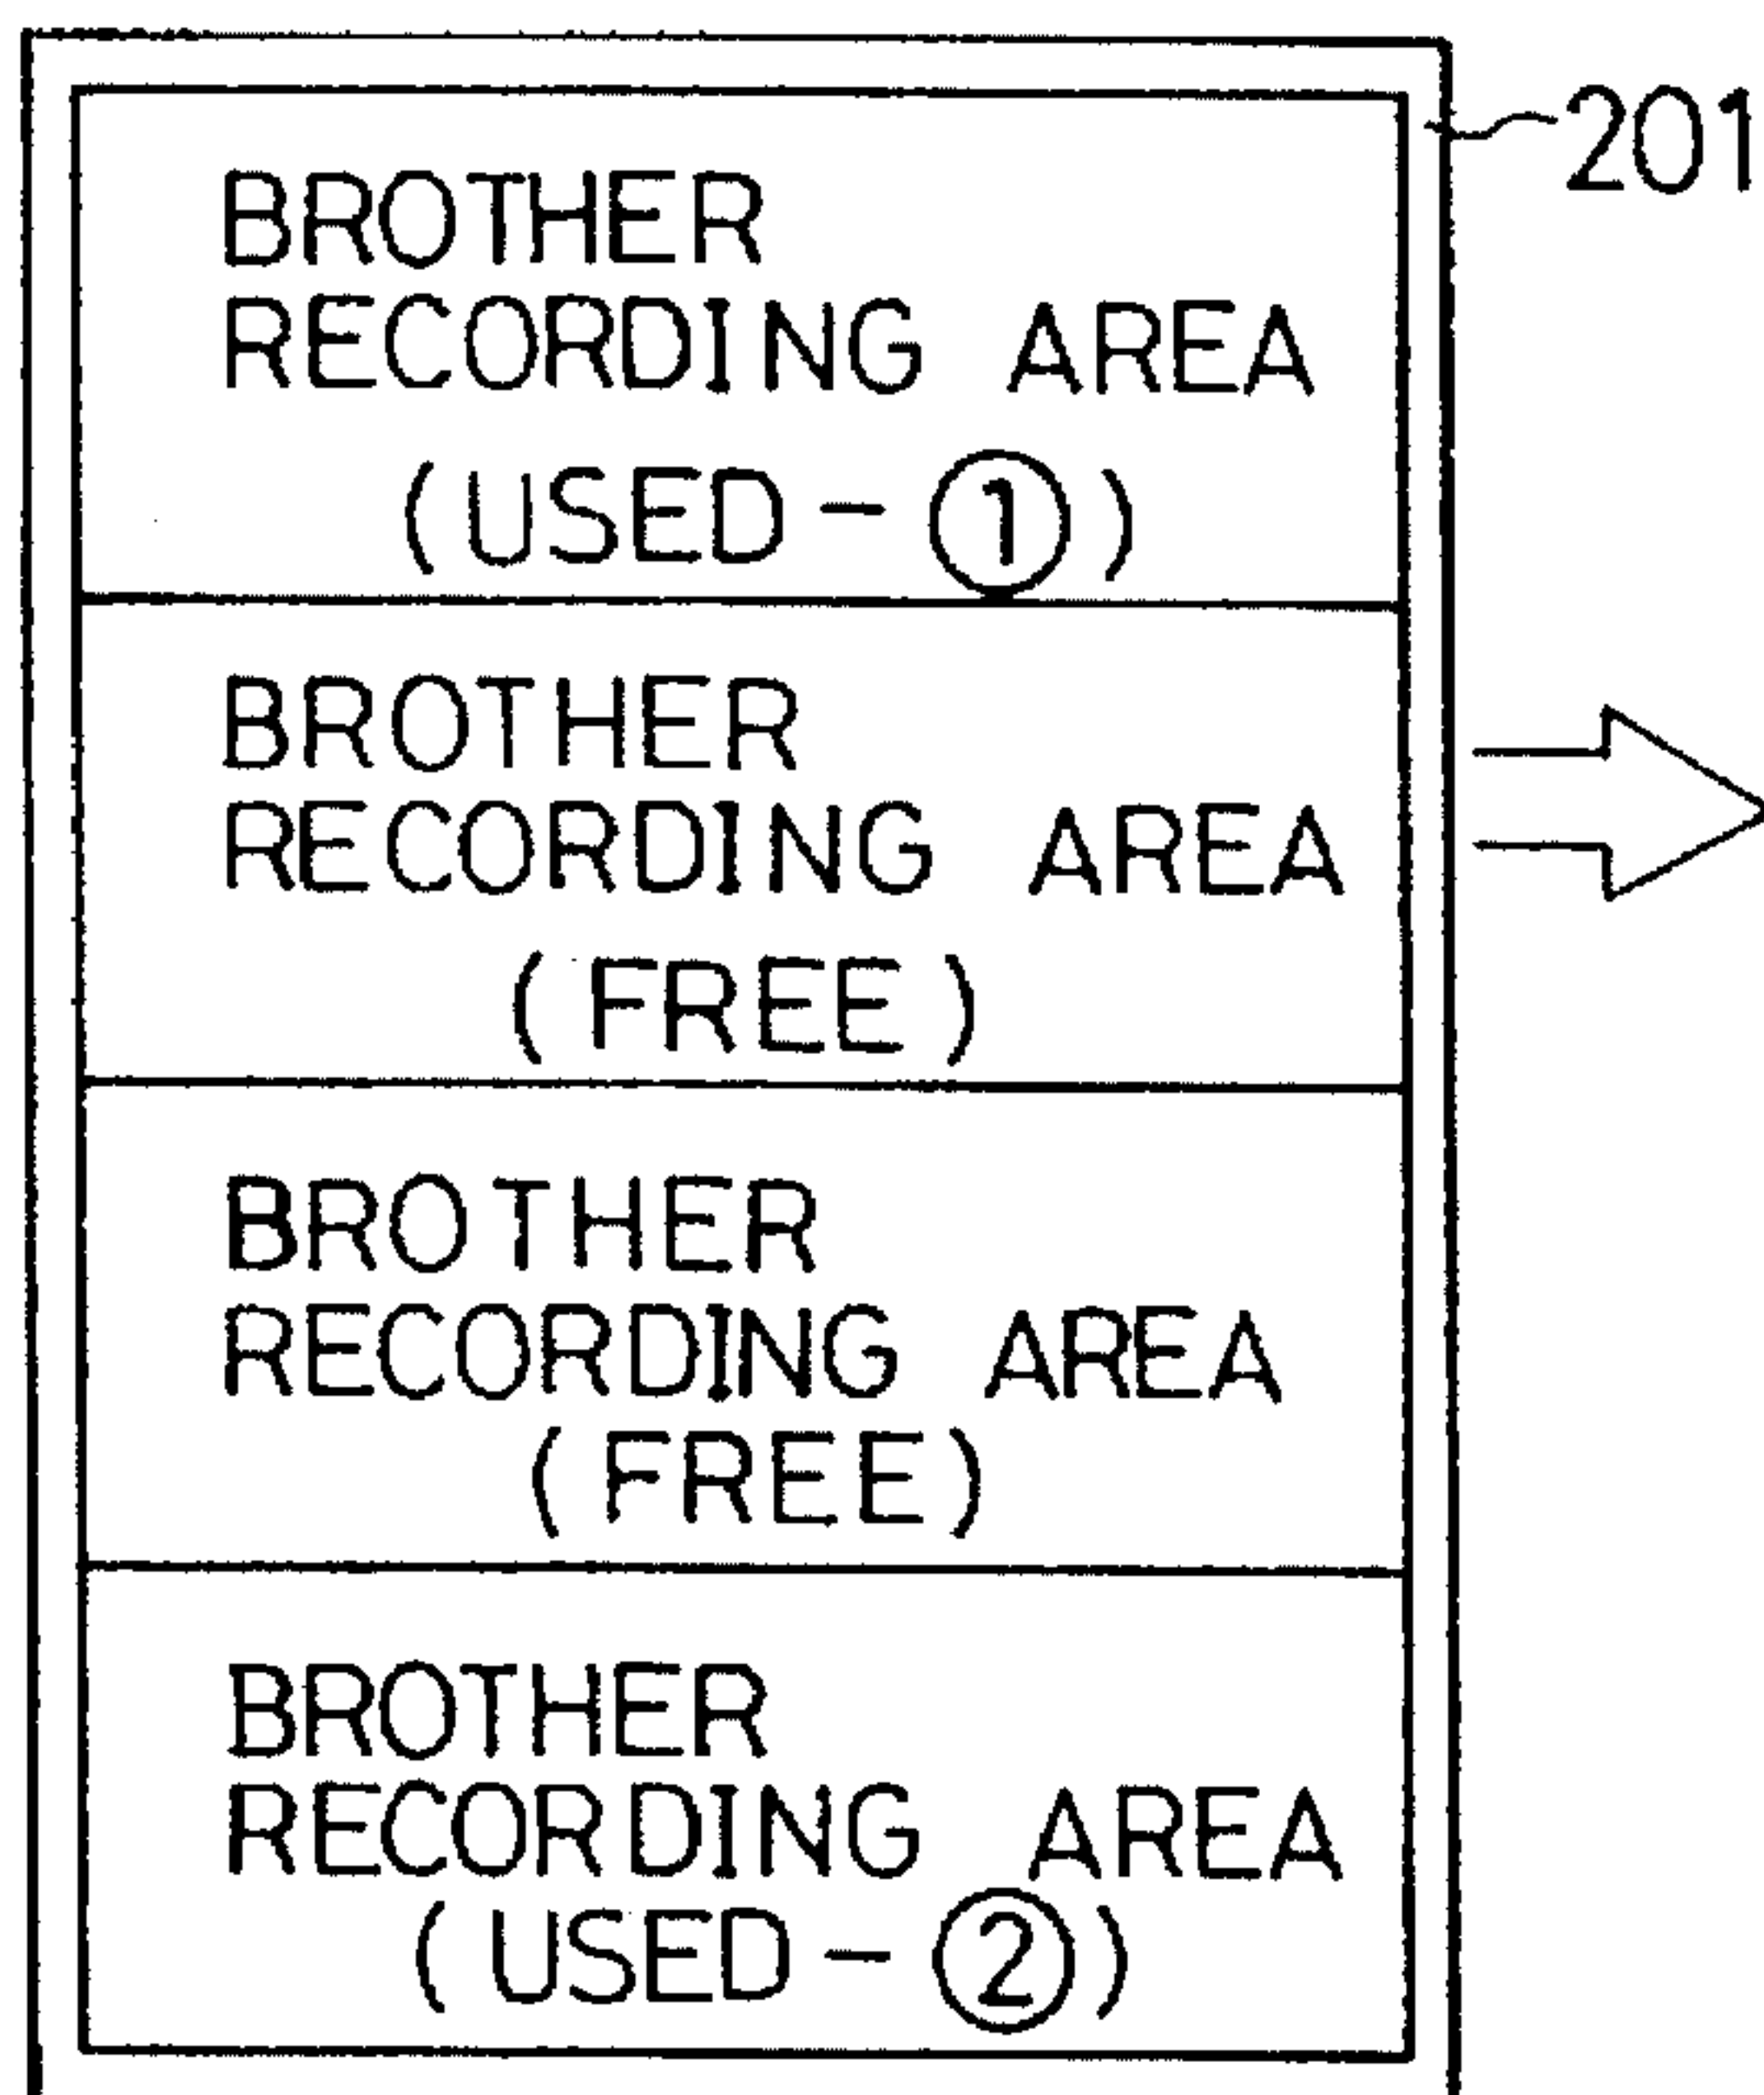 201
BROTHER
RECORDING AREA
(USED-①)
BROTHER
RECORDING AREA
(FREE)
BROTHER
RECORDING AREA
(FREE)
BROTHER
RECORDING AREA
(USED-②)